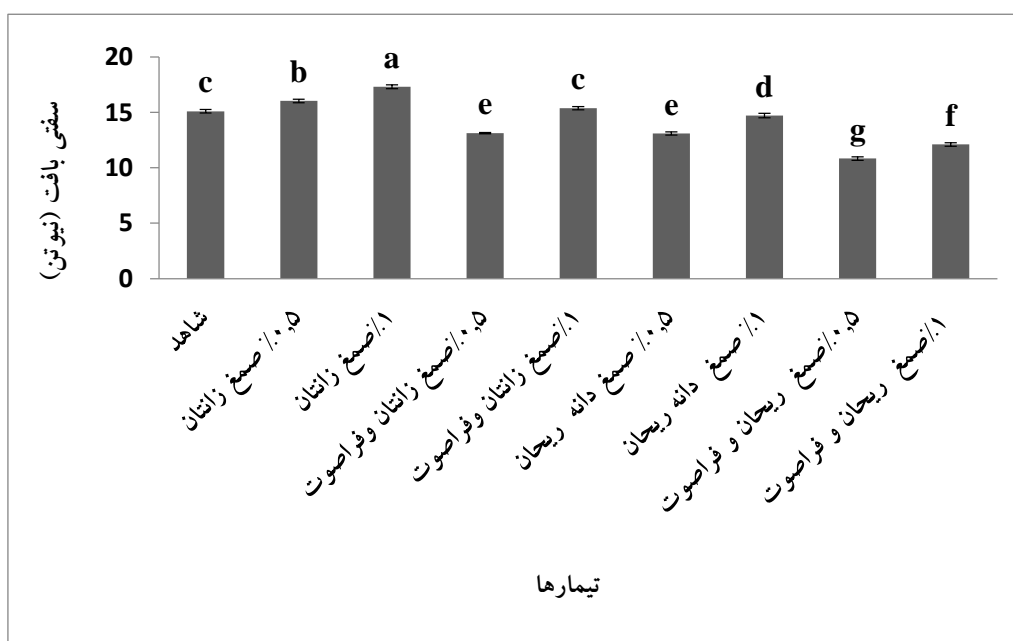 20
15
10
5
0
سفتی بافت (نیوتن)
c
b
a
e
c
e
d
g
f
شاهد
۰,۵٪ صمغ زانتان
۱٪صمغ زانتان
۰,۵٪صمغ زانتان وفراصوت
۱٪صمغ زانتان وفراصوت
۰,۵٪ صمغ دانه ریحان
۱٪ صمغ دانه ریحان
۰,۵٪صمغ ریحان و فراصوت
۱٪صمغ ریحان و فراصوت
تیمارها